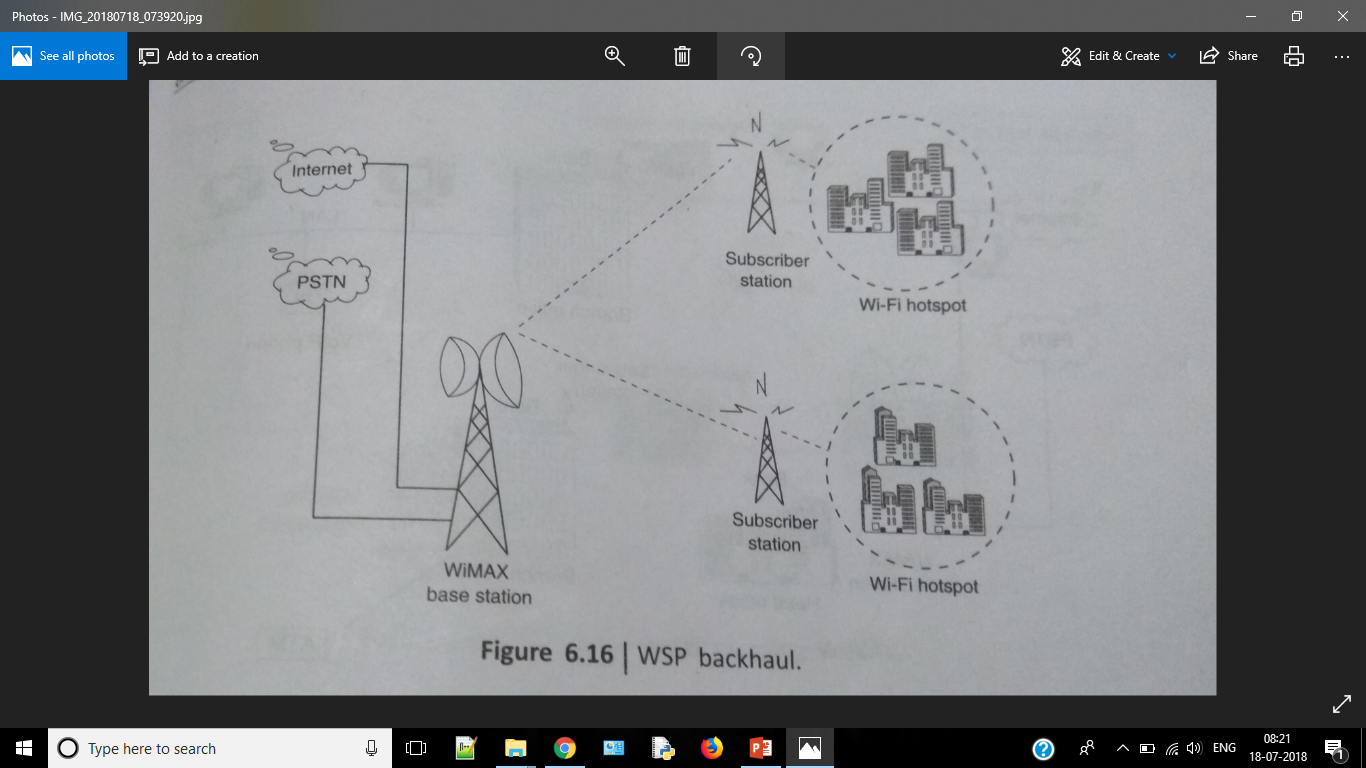 Photos - IMG_20180718_073920.jpg
See all photos
Add to a creation
Edit & Create
Share
Internet
PSTN
N
Subscriber
station
Wi-Fi hotspot
N
Subscriber
station
Wi-Fi hotspot
WiMAX
base station
Figure 6.16 | WSP backhaul.
Type here to search
ENG
08:21
18-07-2018
1